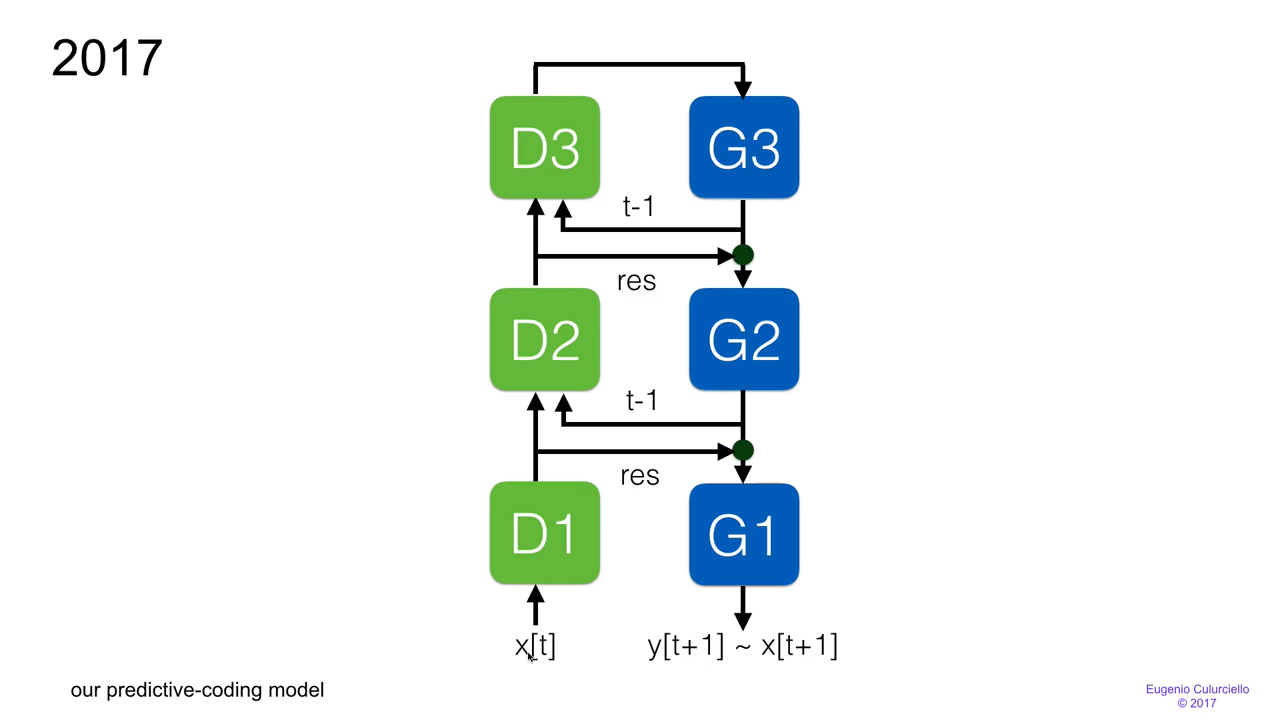 2017
D3
G3
t-1
res
D2
G2
t-1
res
D1
G1
x[t]
y[t+1] ~ x[t+1]
our predictive-coding model
Eugenio Culurciello
© 2017